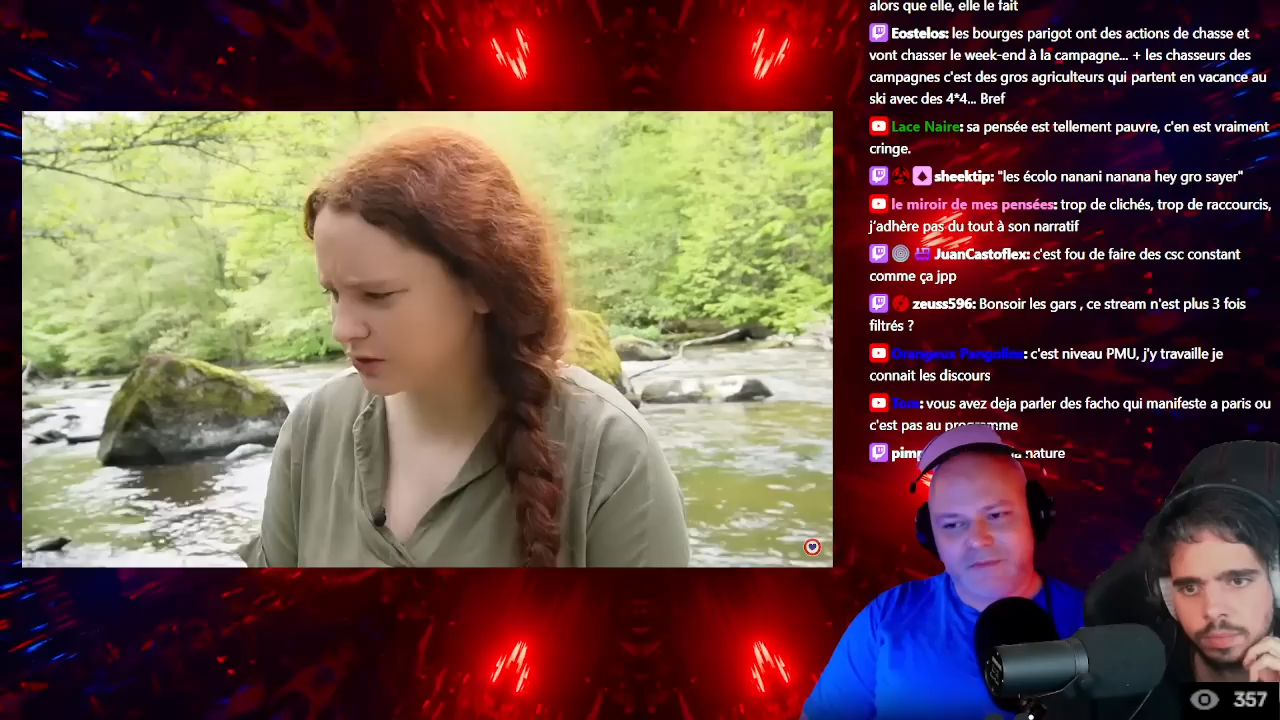 alors que elle, elle le fait
Eostelos: les bourges parigot ont des actions de chasse et
vont chasser le week-end à la campagne... + les chasseurs des
campagnes c'est des gros agriculteurs qui partent en vacance au
ski avec des 4*4... Bref
Lace Naire: sa pensée est tellement pauvre, c'en est vraiment
cringe.
sheektip: "les écolo nanani nanana hey gro sayer"
le miroir de mes pensées: trop de clichés, trop de raccourcis,
j'adhère pas du tout à son narratif
JuanCastoflex: c'est fou de faire des csc constant
comme ça jpp
zeuss596: Bonsoir les gars , ce stream n'est plus 3 fois
filtrés ?
Orangeux Pangolin: c'est niveau PMU, j'y travaille je
connait les discours
Tom: vous avez deja parler des facho qui manifeste a paris ou
c'est pas au programme
nature
357